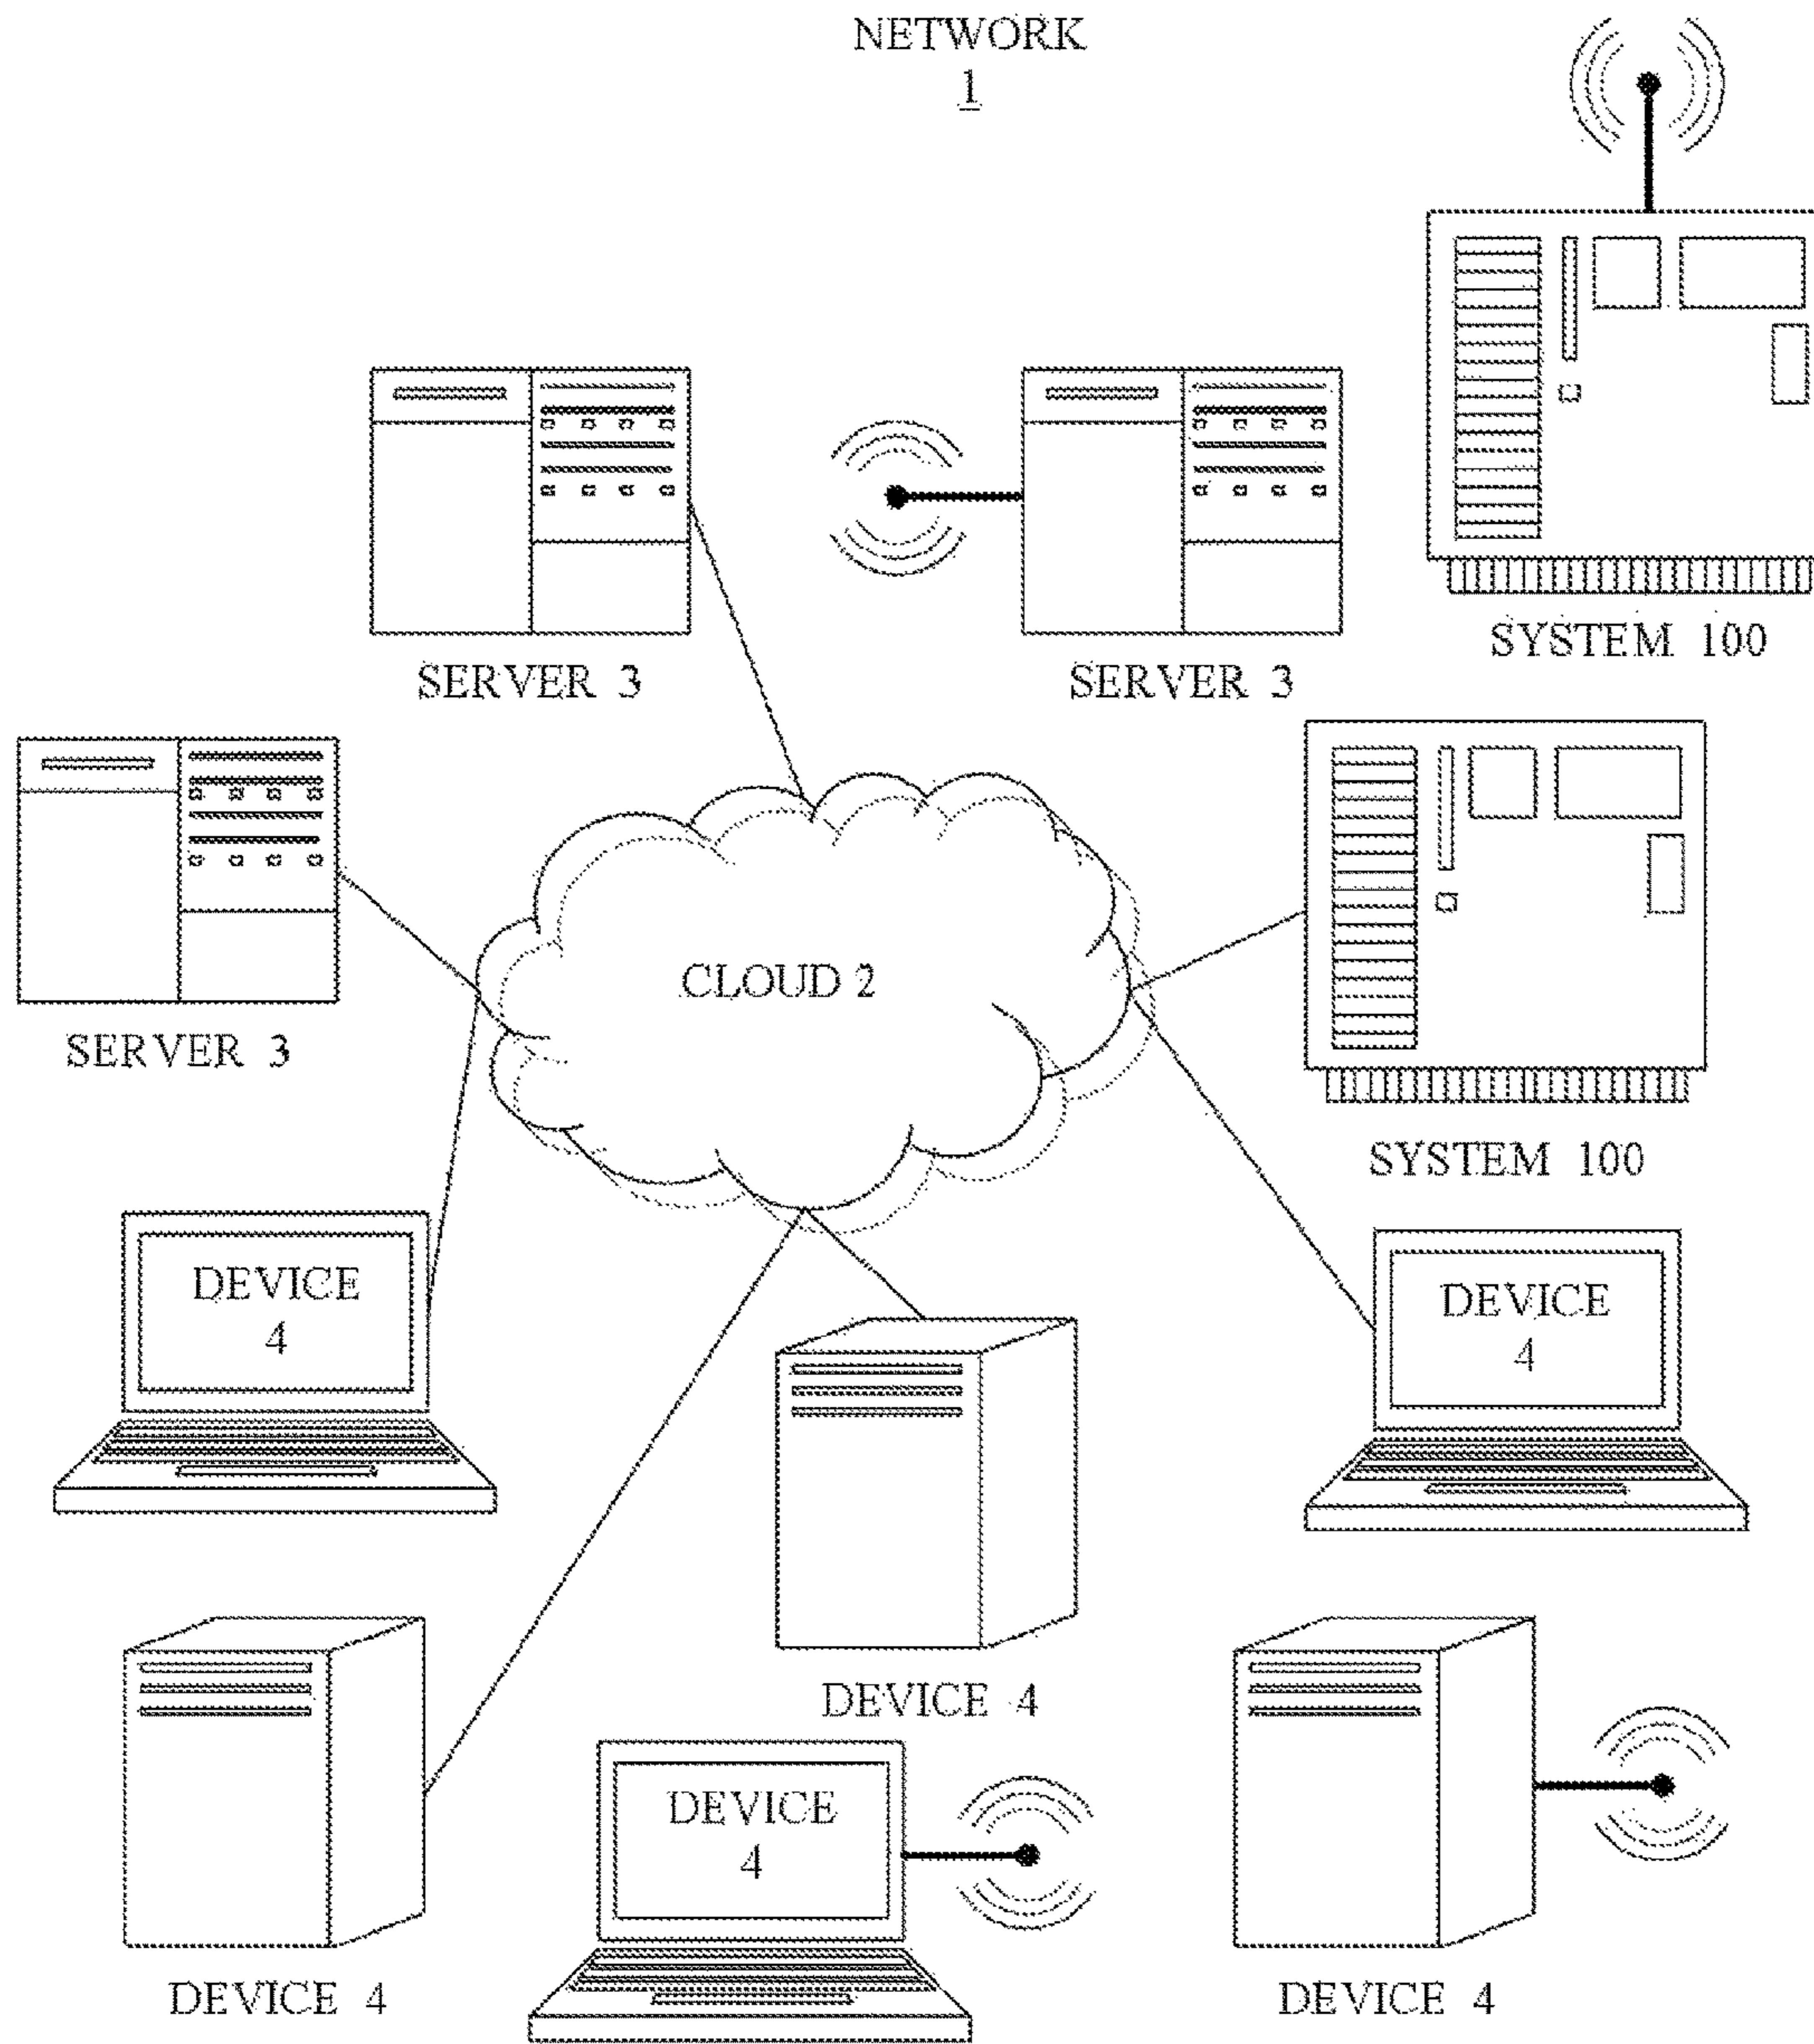 NETWORK
1
SYSTEM 100
SERVER 3
SERVER 3
SERVER 3
CLOUD 2
SYSTEM 100
DEVICE
4
DEVICE
4
DEVICE 4
DEVICE
4
DEVICE 4
DEVICE 4